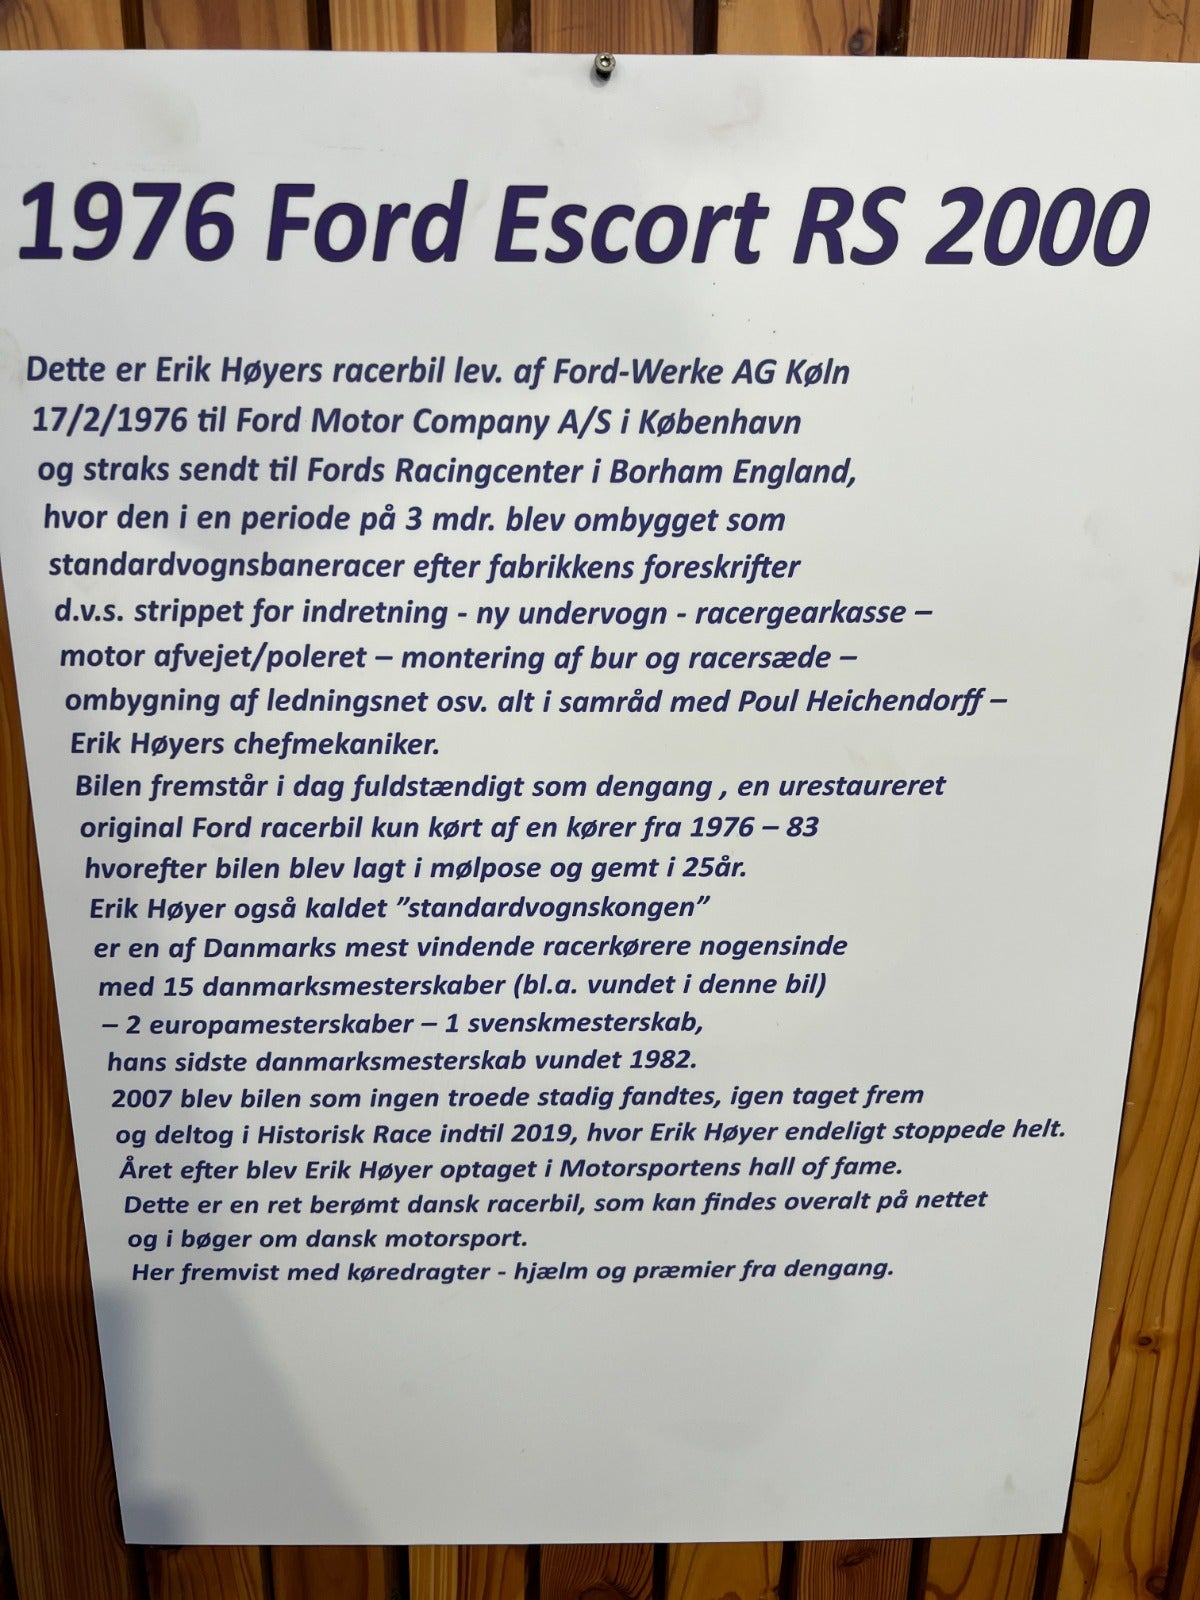 1976 Ford Escort RS 2000
Dette er Erik Høyers racerbil lev. af Ford-Werke AG Køln
17/2/1976 til Ford Motor Company A/S i København
og straks sendt til Fords Racingcenter i Borham England,
hvor den i en periode på 3 mdr. blev ombygget som
standardvognsbaneracer efter fabrikkens foreskrifter
d.v.s. strippet for indretning - ny undervogn - racergearkasse –
motor afvejet/poleret – montering af bur og racersæde –
ombygning af ledningsnet osv. alt i samråd med Poul Heichendorff –
Erik Høyers chefmekaniker.
Bilen fremstår i dag fuldstændigt som dengang , en urestaureret
original Ford racerbil kun kørt af en kører fra 1976 – 83
hvorefter bilen blev lagt i mølpose og gemt i 25år.
Erik Høyer også kaldet ”standardvognskongen”
er en af Danmarks mest vindende racerkørere nogensinde
med 15 danmarksmesterskaber (bl.a. vundet i denne bil)
– 2 europamesterskaber – 1 svenskmesterskab,
hans sidste danmarksmesterskab vundet 1982.
2007 blev bilen som ingen troede stadig fandtes, igen taget frem
og deltog i Historisk Race indtil 2019, hvor Erik Høyer endeligt stoppede helt.
Året efter blev Erik Høyer optaget i Motorsportens hall of fame.
Dette er en ret berømt dansk racerbil, som kan findes overalt på nettet
og i bøger om dansk motorsport.
Her fremvist med køredragter - hjælm og præmier fra dengang.